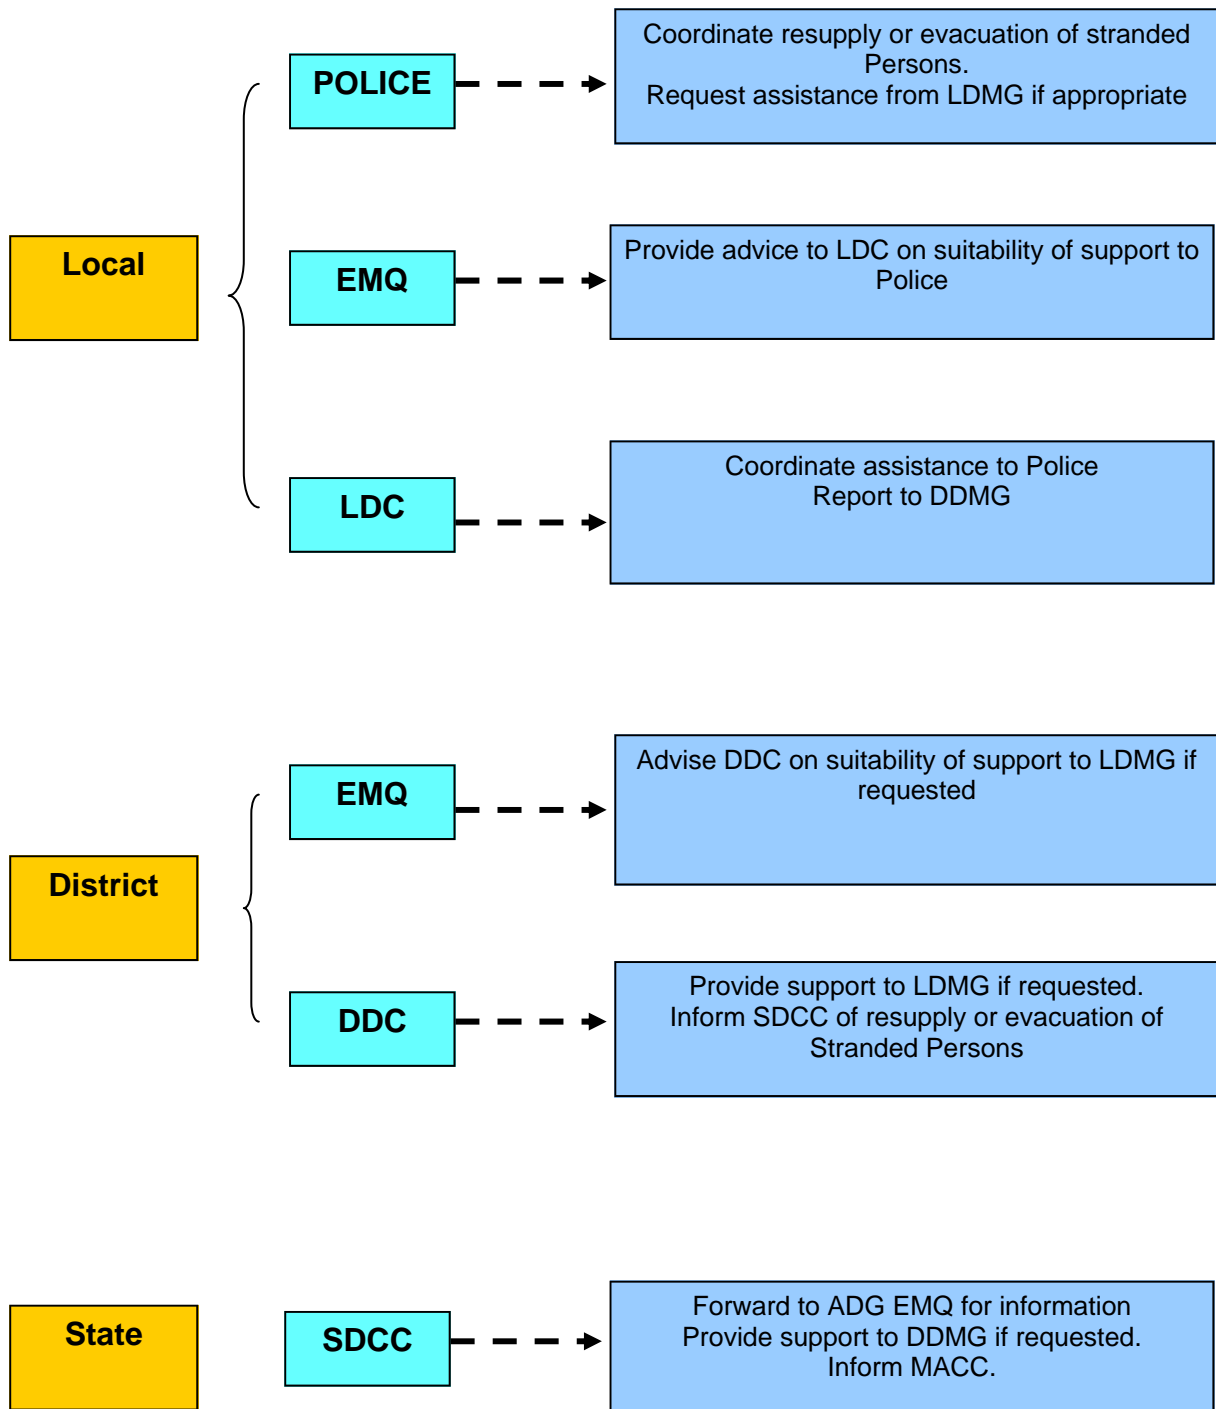 POLICE
Coordinate resupply or evacuation of stranded
Persons.
Request assistance from LDMG if appropriate
Local
EMQ
Provide advice to LDC on suitability of support to
Police
LDC
Coordinate assistance to Police
Report to DDMG
EMQ
Advise DDC on suitability of support to LDMG if
requested
District
DDC
Provide support to LDMG if requested.
Inform SDCC of resupply or evacuation of
Stranded Persons
State
SDCC
Forward to ADG EMQ for information
Provide support to DDMG if requested.
Inform MACC.